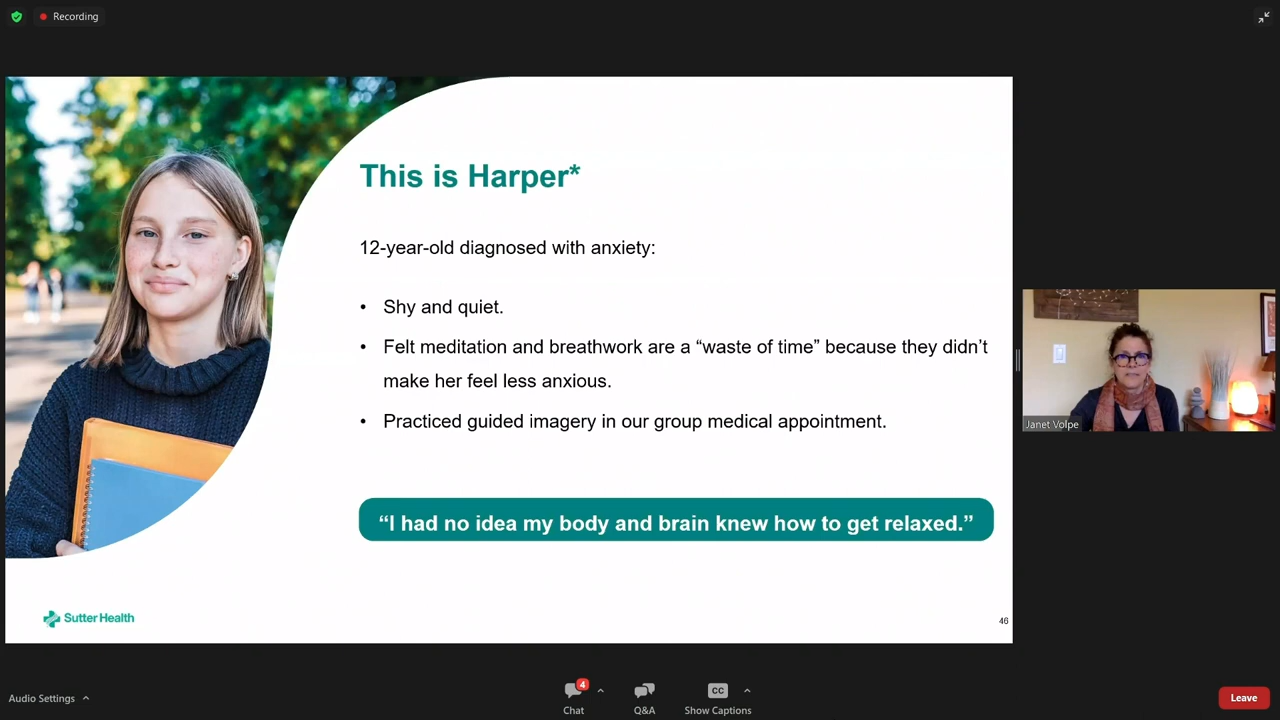 Recording
This is Harper*
12-year-old diagnosed with anxiety:
• Shy and quiet.
• Felt meditation and breathwork are a “waste of time” because they didn’t
make her feel less anxious.
• Practiced guided imagery in our group medical appointment.
“I had no idea my body and brain knew how to get relaxed.”
Sutter Health
46
Janet Volpe
Audio Settings
4
Chat
Q&A
CC
Show Captions
Leave